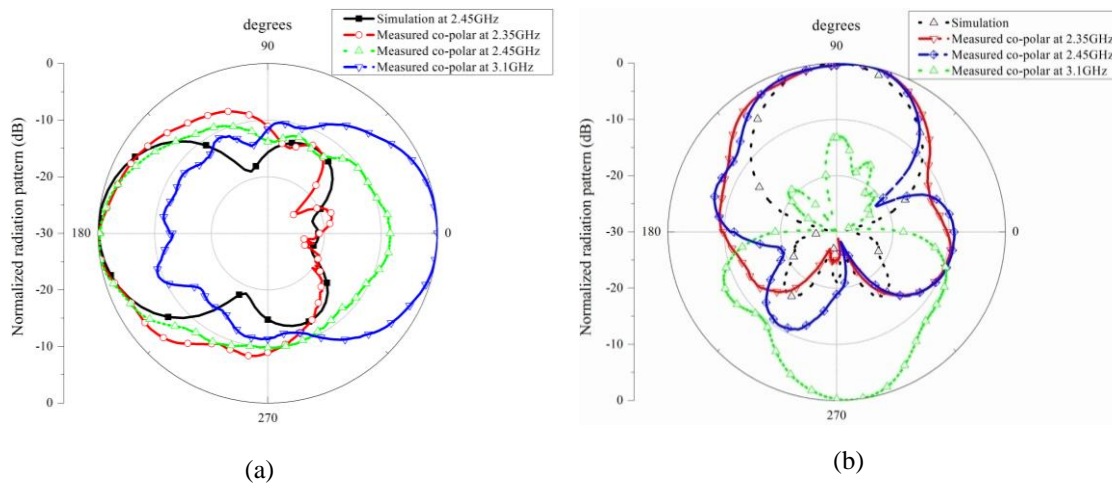 degrees
90
Simulation at 2.45GHz
Measured co-polar at 2.35GHz
Measured co-polar at 2.45GHz
Measured co-polar at 3.1GHz
Normalized radiation pattern (dB)
0
-10
-20
-30
-20
-10
0
180
0
270
(a)
degrees
90
Simulation
Measured co-polar at 2.35GHz
Measured co-polar at 2.45GHz
Measured co-polar at 3.1GHz
Normalized radiation pattern (dB)
0
-10
-20
-30
-20
-10
0
180
0
270
(b)